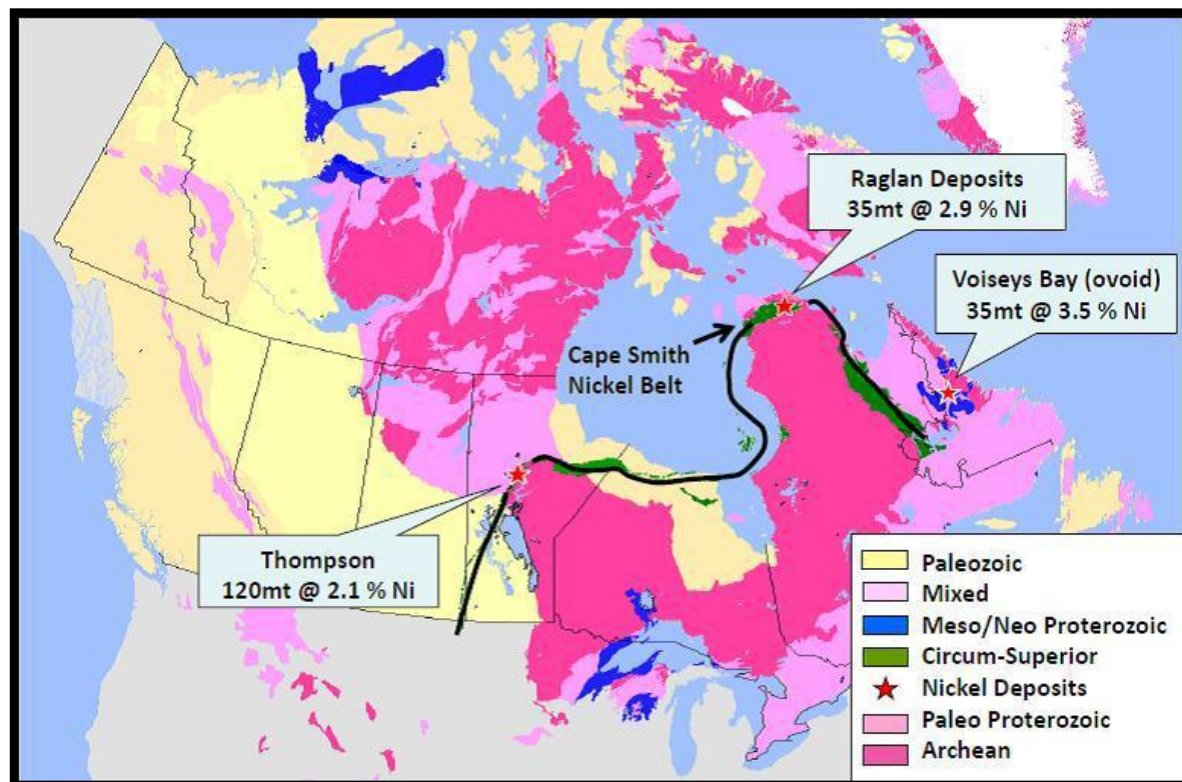 Raglan Deposits
35mt @ 2.9 % Ni
Voiseys Bay (ovoid)
35mt @ 3.5 % Ni
Cape Smith
Nickel Belt
Thompson
120mt @ 2.1 % Ni
Paleozoic
Mixed
Meso/Neo Proterozoic
Circum-Superior
Nickel Deposits
Paleo Proterozoic
Archean